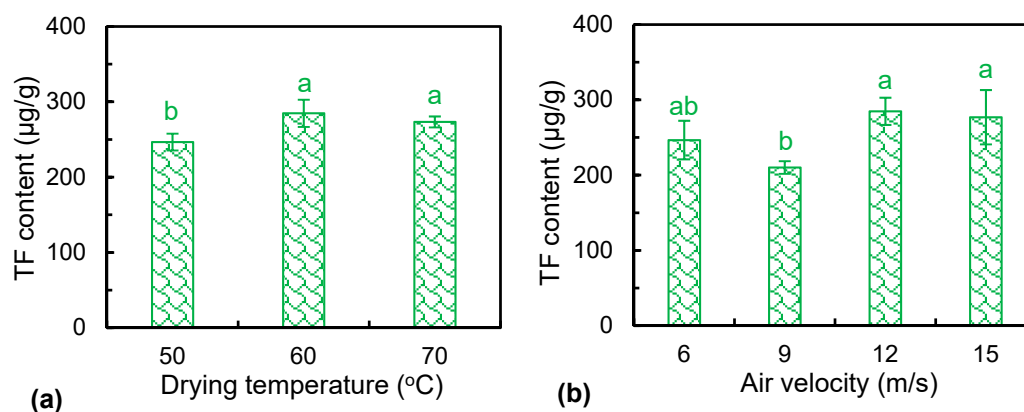 TF content (µg/g)
400
300
200
100
0
b
a
a
50
60
70
Drying temperature (°C)
(a)
TF content (µg/g)
400
300
200
100
0
ab
b
a
a
6
9
12
15
Air velocity (m/s)
(b)